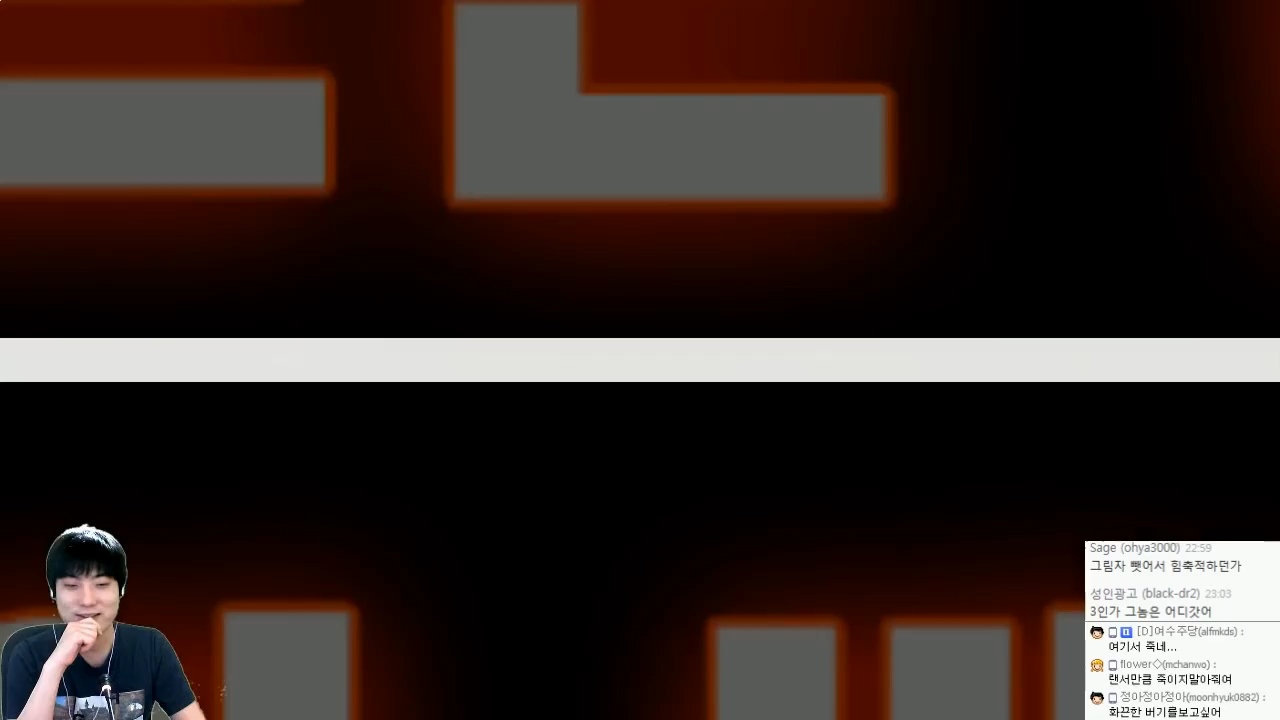 Sage (ohya3000) 22:59
그림자 뺏어서 힘축적하던가
성인광고 (black-dr2) 23:03
3인가 그놈은 어디갓어
[D]여수주당(alfmkds) :
여기서 죽네...
flower◇(mchanwo) :
랜서만큼 죽이지말아줘여
정아정아정아(moonhyuk0882) :
화끈한 버기를보고싶어